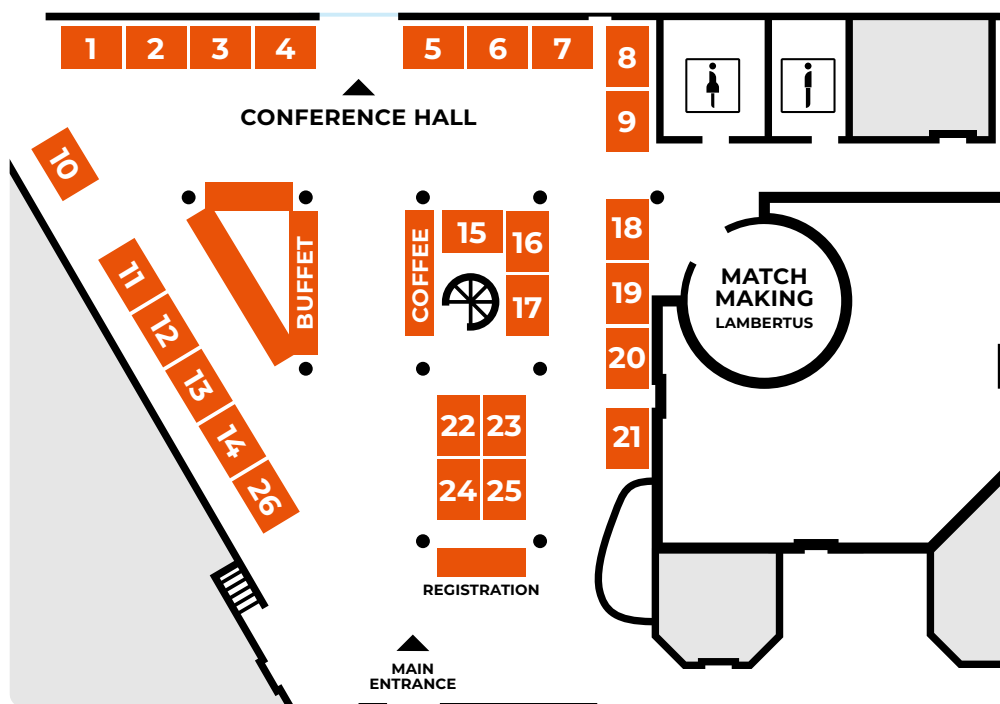 1
2
3
4
5
6
7
8
9
CONFERENCE HALL
10
11
12
13
14
26
BUFFET
COFFEE
15
16
17
18
19
20
21
MATCH
MAKING
LAMBERTUS
22
23
24
25
REGISTRATION
MAIN
ENTRANCE